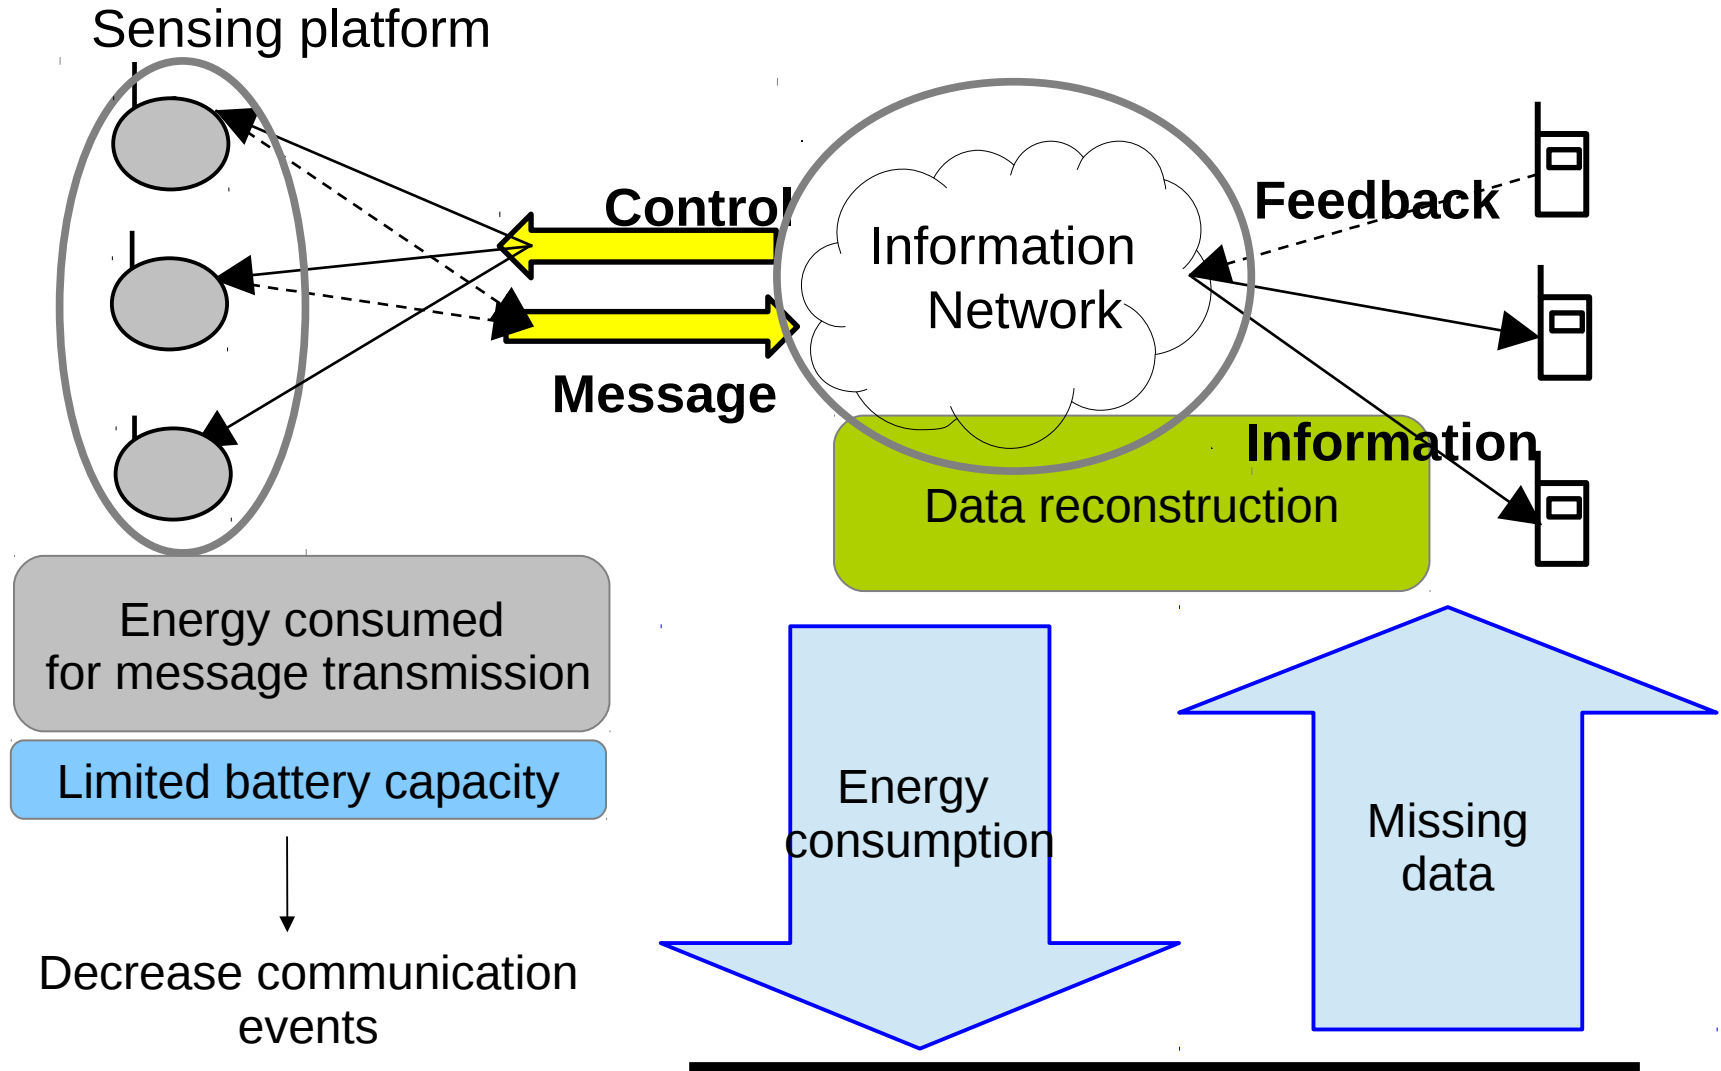 Sensing platform
Control
Feedback
Information
Network
Message
Information
Data reconstruction
Energy consumed
for message transmission
Limited battery capacity
Energy
consumption
Missing
data
Decrease communication
events